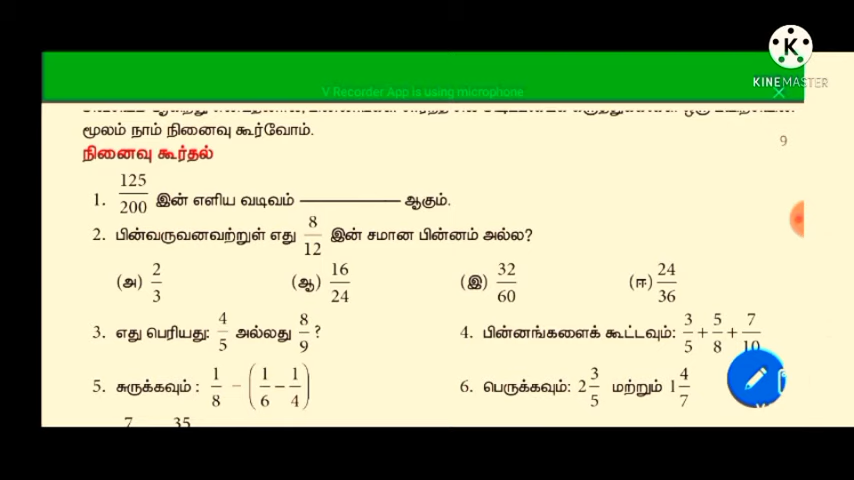 KINEMASTER
V Recorder App is using microphone
மூலம் நாம் நினைவு கூர்வோம்.
9
நினைவு கூர்தல்
1. 125/200 இன் எளிய வடிவம் ———— ஆகும்.
2. பின்வருவனவற்றுள் எது 8/12 இன் சமான பின்னம் அல்ல?
(அ) 2/3 (ஆ) 16/24 (இ) 32/60 (ஈ) 24/36
3. எது பெரியது: 4/5 அல்லது 8/9 ? 4. பின்னங்களைக் கூட்டவும்: 3/5 + 5/8 + 7/10
5. சுருக்கவும் : 1/8 − (1/6 − 1/4) 6. பெருக்கவும்: 2 3/5 மற்றும் 1 4/7
7 35